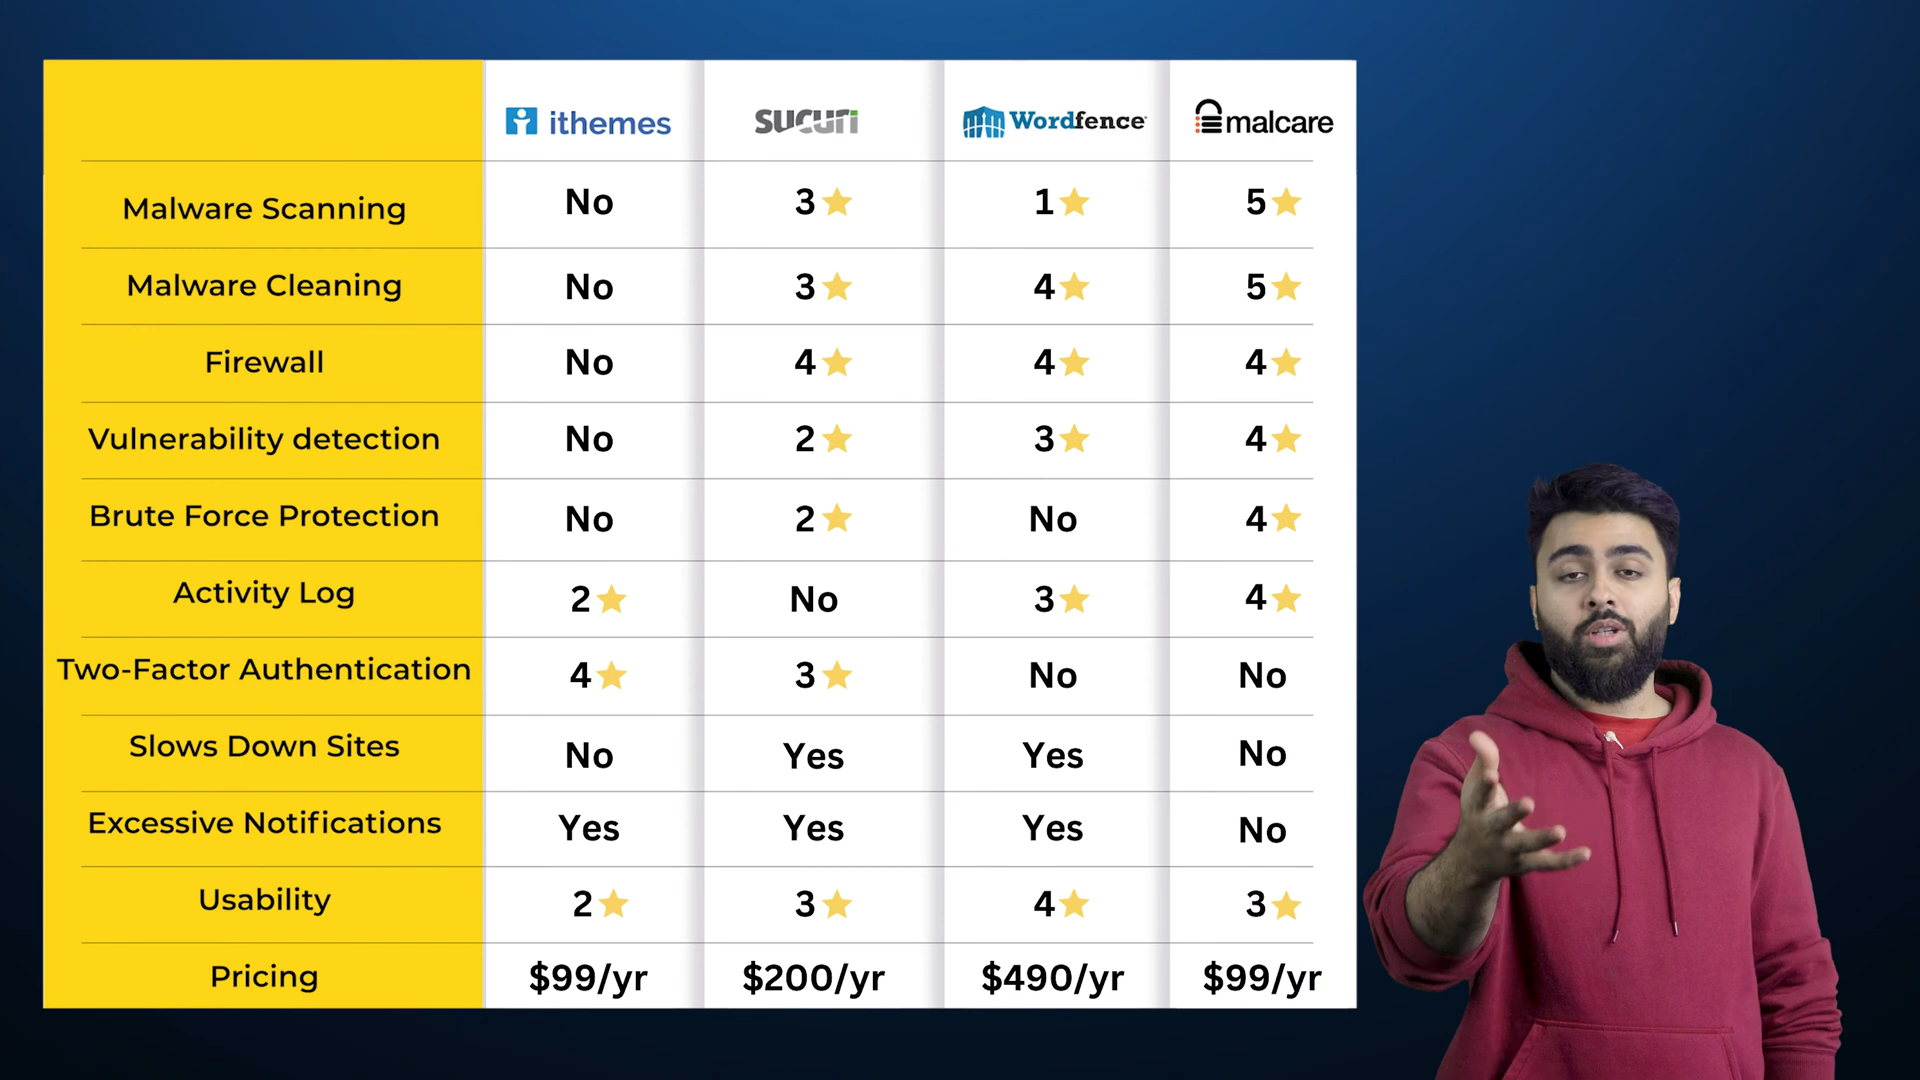 ithemes SUCURI Wordfence malcare
Malware Scanning No 3 1 5
Malware Cleaning No 3 4 5
Firewall No 4 4 4
Vulnerability detection No 2 3 4
Brute Force Protection No 2 No 4
Activity Log 2 No 3 4
Two-Factor Authentication 4 3 No No
Slows Down Sites No Yes Yes No
Excessive Notifications Yes Yes Yes No
Usability 2 3 4 3
Pricing $99/yr $200/yr $490/yr $99/yr